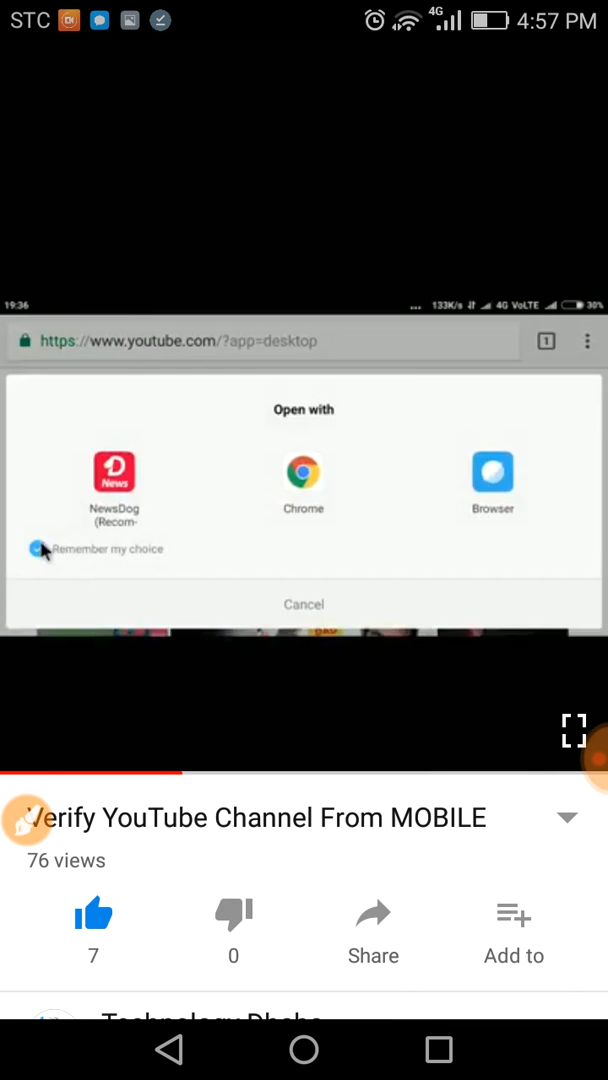 STC 4G 4:57 PM
19:36 ... 133K/s 4G VoLTE 30%
https://www.youtube.com/?app=desktop 1
Open with
D
News
NewsDog
(Recom-
Chrome
Browser
Remember my choice
Cancel
Verify YouTube Channel From MOBILE
76 views
7
0
Share
Add to